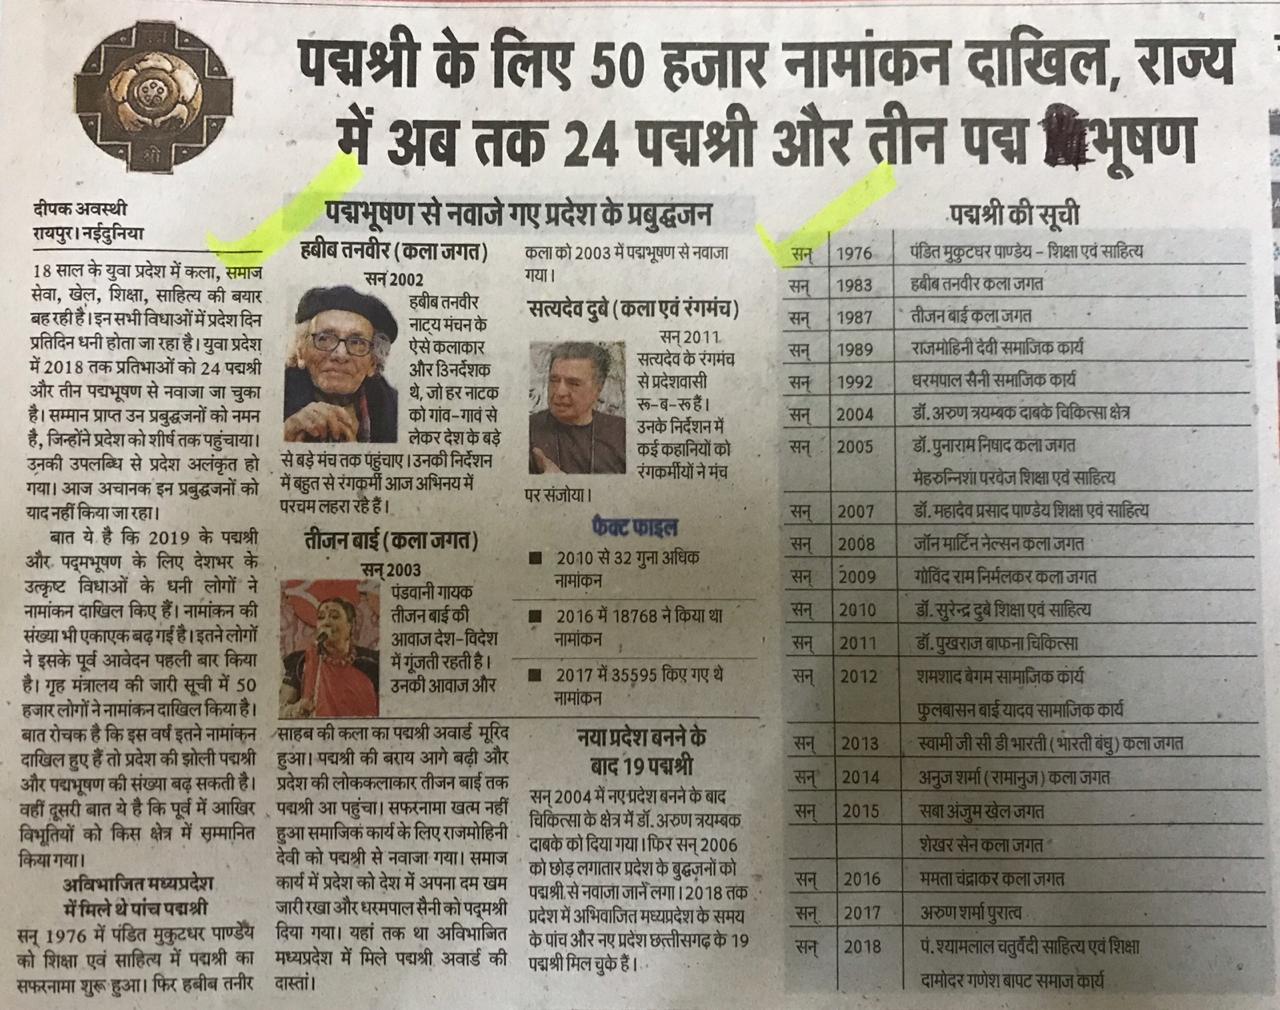 पद्मश्री के लिए 50 हजार नामांकन दाखिल, राज्य
में अब तक 24 पद्मश्री और तीन पद्म भूषण
श्री
दीपक अवस्थी
रायपुर। नईदुनिया
18 साल के युवा प्रदेश में कला, समाज
सेवा, खेल, शिक्षा, साहित्य की बयार
बह रही है। इन सभी विधाओं में प्रदेश दिन
प्रतिदिन धनी होता जा रहा है। युवा प्रदेश
में 2018 तक प्रतिभाओं को 24 पद्मश्री
और तीन पद्मभूषण से नवाजा जा चुका
है। सम्मान प्राप्त उन प्रबुद्धजनों को नमन
है, जिन्होंने प्रदेश को शीर्ष तक पहुंचाया।
उनकी उपलब्धि से प्रदेश अलंकृत हो
गया। आज अचानक इन प्रबुद्धजनों को
याद नहीं किया जा रहा।
बात ये है कि 2019 के पद्मश्री
और पद्मभूषण के लिए देशभर के
उत्कृष्ट विधाओं के धनी लोगों ने
नामांकन दाखिल किए हैं। नामांकन की
संख्या भी एकाएक बढ़ गई है। इतने लोगों
ने इसके पूर्व आवेदन पहली बार किया
है। गृह मंत्रालय की जारी सूची में 50
हजार लोगों ने नामांकन दाखिल किया है।
बात रोचक है कि इस वर्ष इतने नामांकन
दाखिल हुए हैं तो प्रदेश की झोली पद्मश्री
और पद्मभूषण की संख्या बढ़ सकती है।
वहीं दूसरी बात ये है कि पूर्व में आखिर
विभूतियों को किस क्षेत्र में सम्मानित
किया गया।
अविभाजित मध्यप्रदेश
में मिले थे पांच पद्मश्री
सन् 1976 में पंडित मुकुटधर पाण्डेय
को शिक्षा एवं साहित्य में पद्मश्री का
सफरनामा शुरू हुआ। फिर हबीब तनीर
पद्मभूषण से नवाजे गए प्रदेश के प्रबुद्धजन
हबीब तनवीर (कला जगत)
सन् 2002
हबीब तनवीर
नाट्य मंचन के
ऐसे कलाकार
और उिनर्देशक
थे, जो हर नाटक
को गांव-गावं से
लेकर देश के बड़े
से बड़े मंच तक पहुंचाए। उनकी निर्देशन
में बहुत से रंगकर्मी आज अभिनय में
परचम लहरा रहे हैं।
तीजन बाई (कला जगत)
सन् 2003
पंडवानी गायक
तीजन बाई की
आवाज देश-विदेश
में गूंजती रहती है।
उनकी आवाज और
कला को 2003 में पद्मभूषण से नवाजा
गया।
सत्यदेव दुबे (कला एवं रंगमंच)
सन् 2011
सत्यदेव के रंगमंच
से प्रदेशवासी
रू-ब-रू हैं।
उनके निर्देशन में
कई कहानियों को
रंगकर्मीयों ने मंच
पर संजोया।
फेक्ट फाइल
■ 2010 से 32 गुना अधिक
नामांकन
■ 2016 में 18768 ने किया था
नामांकन
■ 2017 में 35595 किए गए थे
नामांकन
साहब की कला का पद्मश्री अवार्ड मूरिद
हुआ। पद्मश्री की बराय आगे बढ़ी और
प्रदेश की लोककलाकार तीजन बाई तक
पद्मश्री आ पहुंचा। सफरनामा खत्म नहीं
हुआ समाजिक कार्य के लिए राजमोहिनी
देवी को पद्मश्री से नवाजा गया। समाज
कार्य में प्रदेश को देश में अपना दम खम
जारी रखा और धरमपाल सैनी को पद्मश्री
दिया गया। यहां तक था अविभाजित
मध्यप्रदेश में मिले पद्मश्री अवार्ड की
दास्तां।
नया प्रदेश बनने के
बाद 19 पद्मश्री
सन् 2004 में नए प्रदेश बनने के बाद
चिकित्सा के क्षेत्र में डॉ. अरुण त्रयम्बक
दाबके को दिया गया। फिर सन् 2006
को छोड़ लगातार प्रदेश के बुद्धजनों को
पद्मश्री से नवाजा जाने लगा। 2018 तक
प्रदेश में अभिवाजित मध्यप्रदेश के समय
के पांच और नए प्रदेश छत्तीसगढ़ के 19
पद्मश्री मिल चुके हैं।
पद्मश्री की सूची
सन् 1976 पंडित मुकुटधर पाण्डेय - शिक्षा एवं साहित्य
सन् 1983 हबीब तनवीर कला जगत
सन् 1987 तीजन बाई कला जगत
सन् 1989 राजमोहिनी देवी समाजिक कार्य
सन् 1992 धरमपाल सैनी समाजिक कार्य
सन् 2004 डॉ. अरुण त्रयम्बक दाबके चिकित्सा क्षेत्र
सन् 2005 डॉ. पुनाराम निषाद कला जगत
मेहरुन्निशा परवेज शिक्षा एवं साहित्य
सन् 2007 डॉ. महादेव प्रसाद पाण्डेय शिक्षा एवं साहित्य
सन् 2008 जॉन मार्टिन नेल्सन कला जगत
सन् 2009 गोविंद राम निर्मलकर कला जगत
सन् 2010 डॉ. सुरेन्द्र दुबे शिक्षा एवं साहित्य
सन् 2011 डॉ. पुखराज बाफना चिकित्सा
सन् 2012 शमशाद बेगम सामाजिक कार्य
फुलबासन बाई यादव सामाजिक कार्य
सन् 2013 स्वामी जी सी डी भारती (भारती बंधु) कला जगत
सन् 2014 अनुज शर्मा (रामानुज) कला जगत
सन् 2015 सबा अंजुम खेल जगत
शेखर सेन कला जगत
सन् 2016 ममता चंद्राकर कला जगत
सन् 2017 अरुण शर्मा पुरात्व
सन् 2018 पं. श्यामलाल चतुर्वेदी साहित्य एवं शिक्षा
दामोदर गणेश बापट समाज कार्य